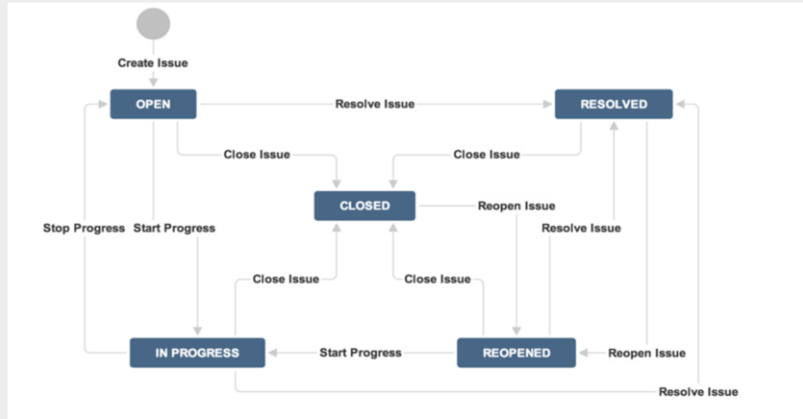 Create Issue
OPEN
Resolve Issue
RESOLVED
Close Issue
Close Issue
CLOSED
Reopen Issue
Stop Progress
Start Progress
Resolve Issue
Close Issue
Close Issue
IN PROGRESS
Start Progress
REOPENED
Reopen Issue
Resolve Issue